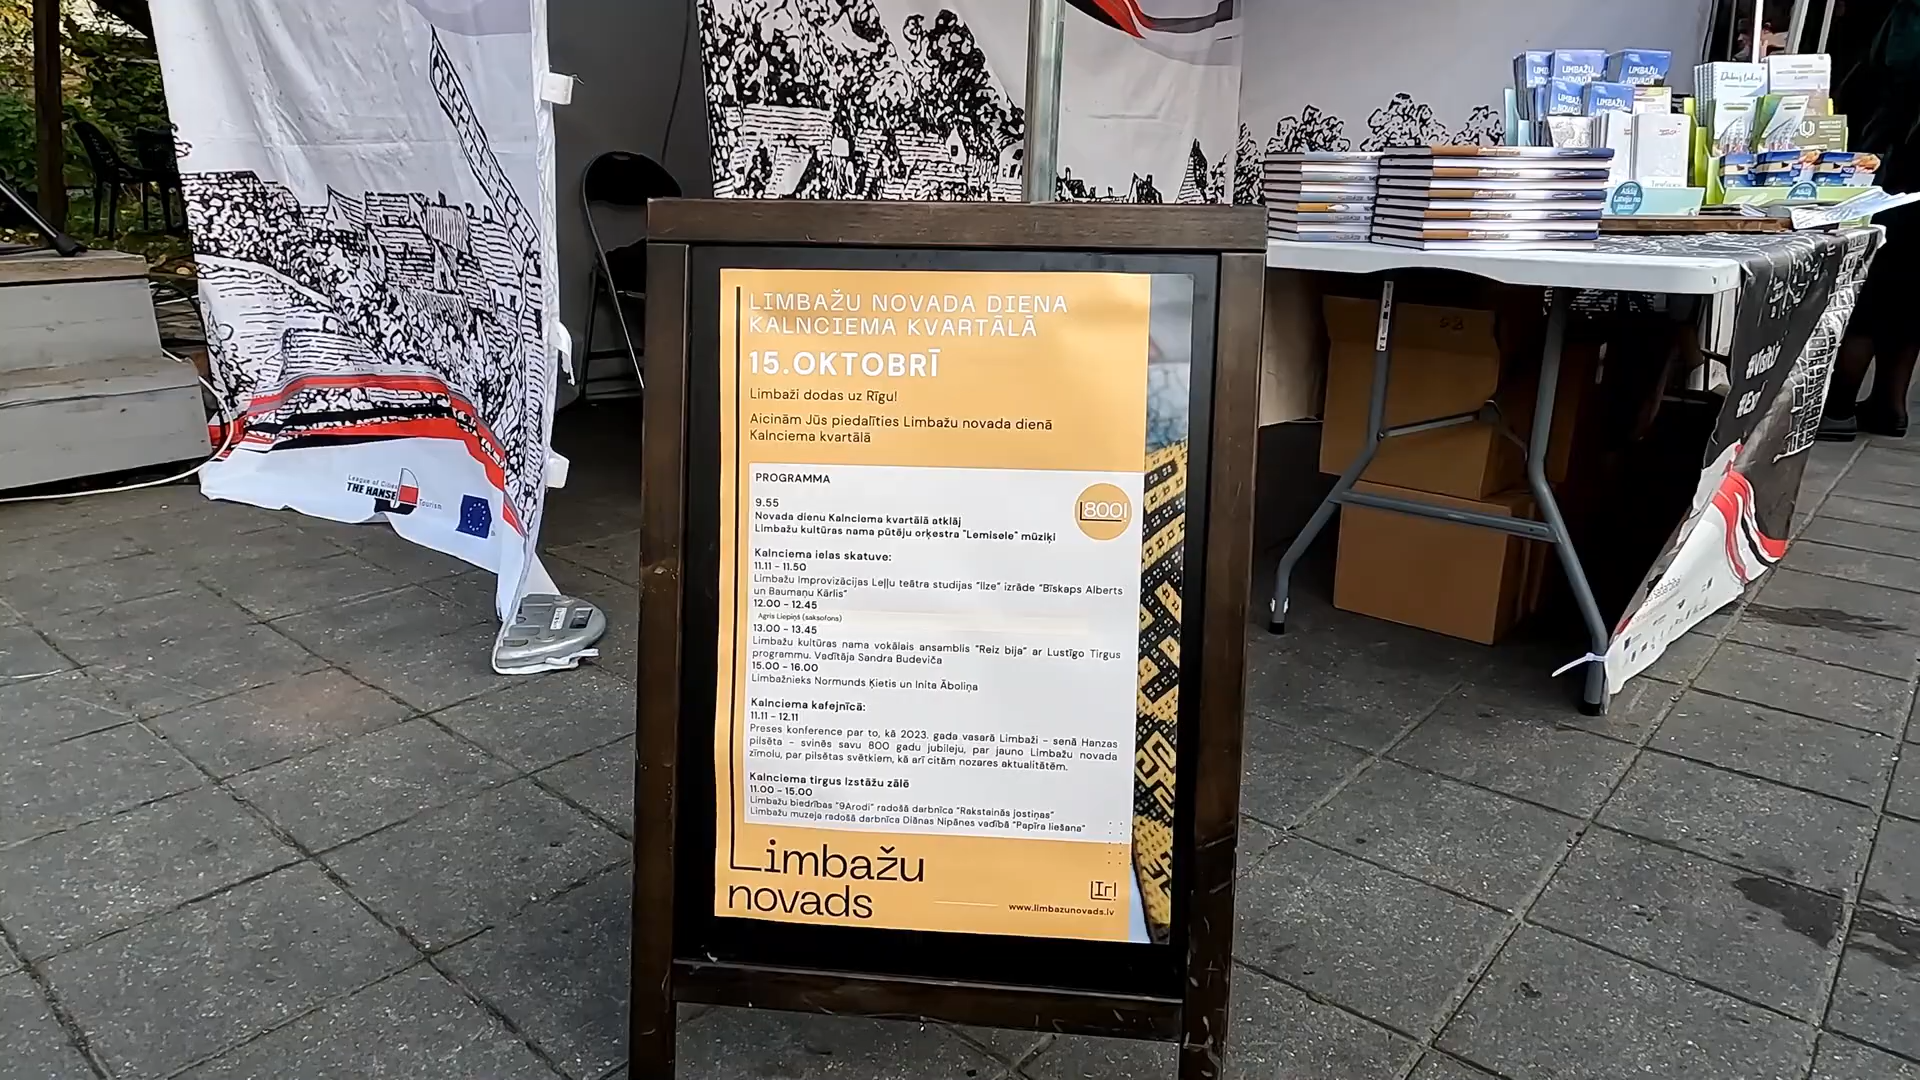 LIMBAŽU NOVADA DIENA
KALNCIEMA KVARTĀLĀ
15.OKTOBRĪ
Limbaži dodas uz Rīgu!
Aicinām Jūs piedalīties Limbažu novada dienā
Kalnciema kvartālā
PROGRAMMA
800!
9.55
Novada dienu Kalnciema kvartālā atklāj
Limbažu kultūras nama pūtēju orķestra "Lemisele" mūziķi
Kalnciema ielas skatuve:
11.11 - 11.50
Limbažu Improvizācijas Leļļu teātra studijas "Ilze" izrāde "Bīskaps Alberts
un Baumaņu Kārlis"
12.00 - 12.45
Agris Liepiņš (saksofons)
13.00 - 13.45
Limbažu kultūras nama vokālais ansamblis "Reiz bija" ar Lustīgo Tirgus
programmu. Vadītāja Sandra Budeviča
15.00 - 16.00
Limbažnieks Normunds Ķietis un Inita Āboliņa
Kalnciema kafejnīcā:
11.11 - 12.11
Preses konference par to, kā 2023. gada vasarā Limbaži - senā Hanzas
pilsēta - svinēs savu 800 gadu jubileju, par jauno Limbažu novada
zīmolu, par pilsētas svētkiem, kā arī citām nozares aktualitātēm.
Kalnciema tirgus Izstāžu zālē
11.00 - 15.00
Limbažu biedrības "9Arodi" radošā darbnīca "Rakstainās jostiņas"
Limbažu muzeja radošā darbnīca Diānas Nipānes vadībā "Papīra liešana"
Limbažu
novads
Ir!
www.limbazunovads.lv
League of Cities
THE HANSE
Tourism
LIMBAŽU
NOVADA
LIMBAŽU
NOVADA
LIMBAŽU
#Visit
#Ex